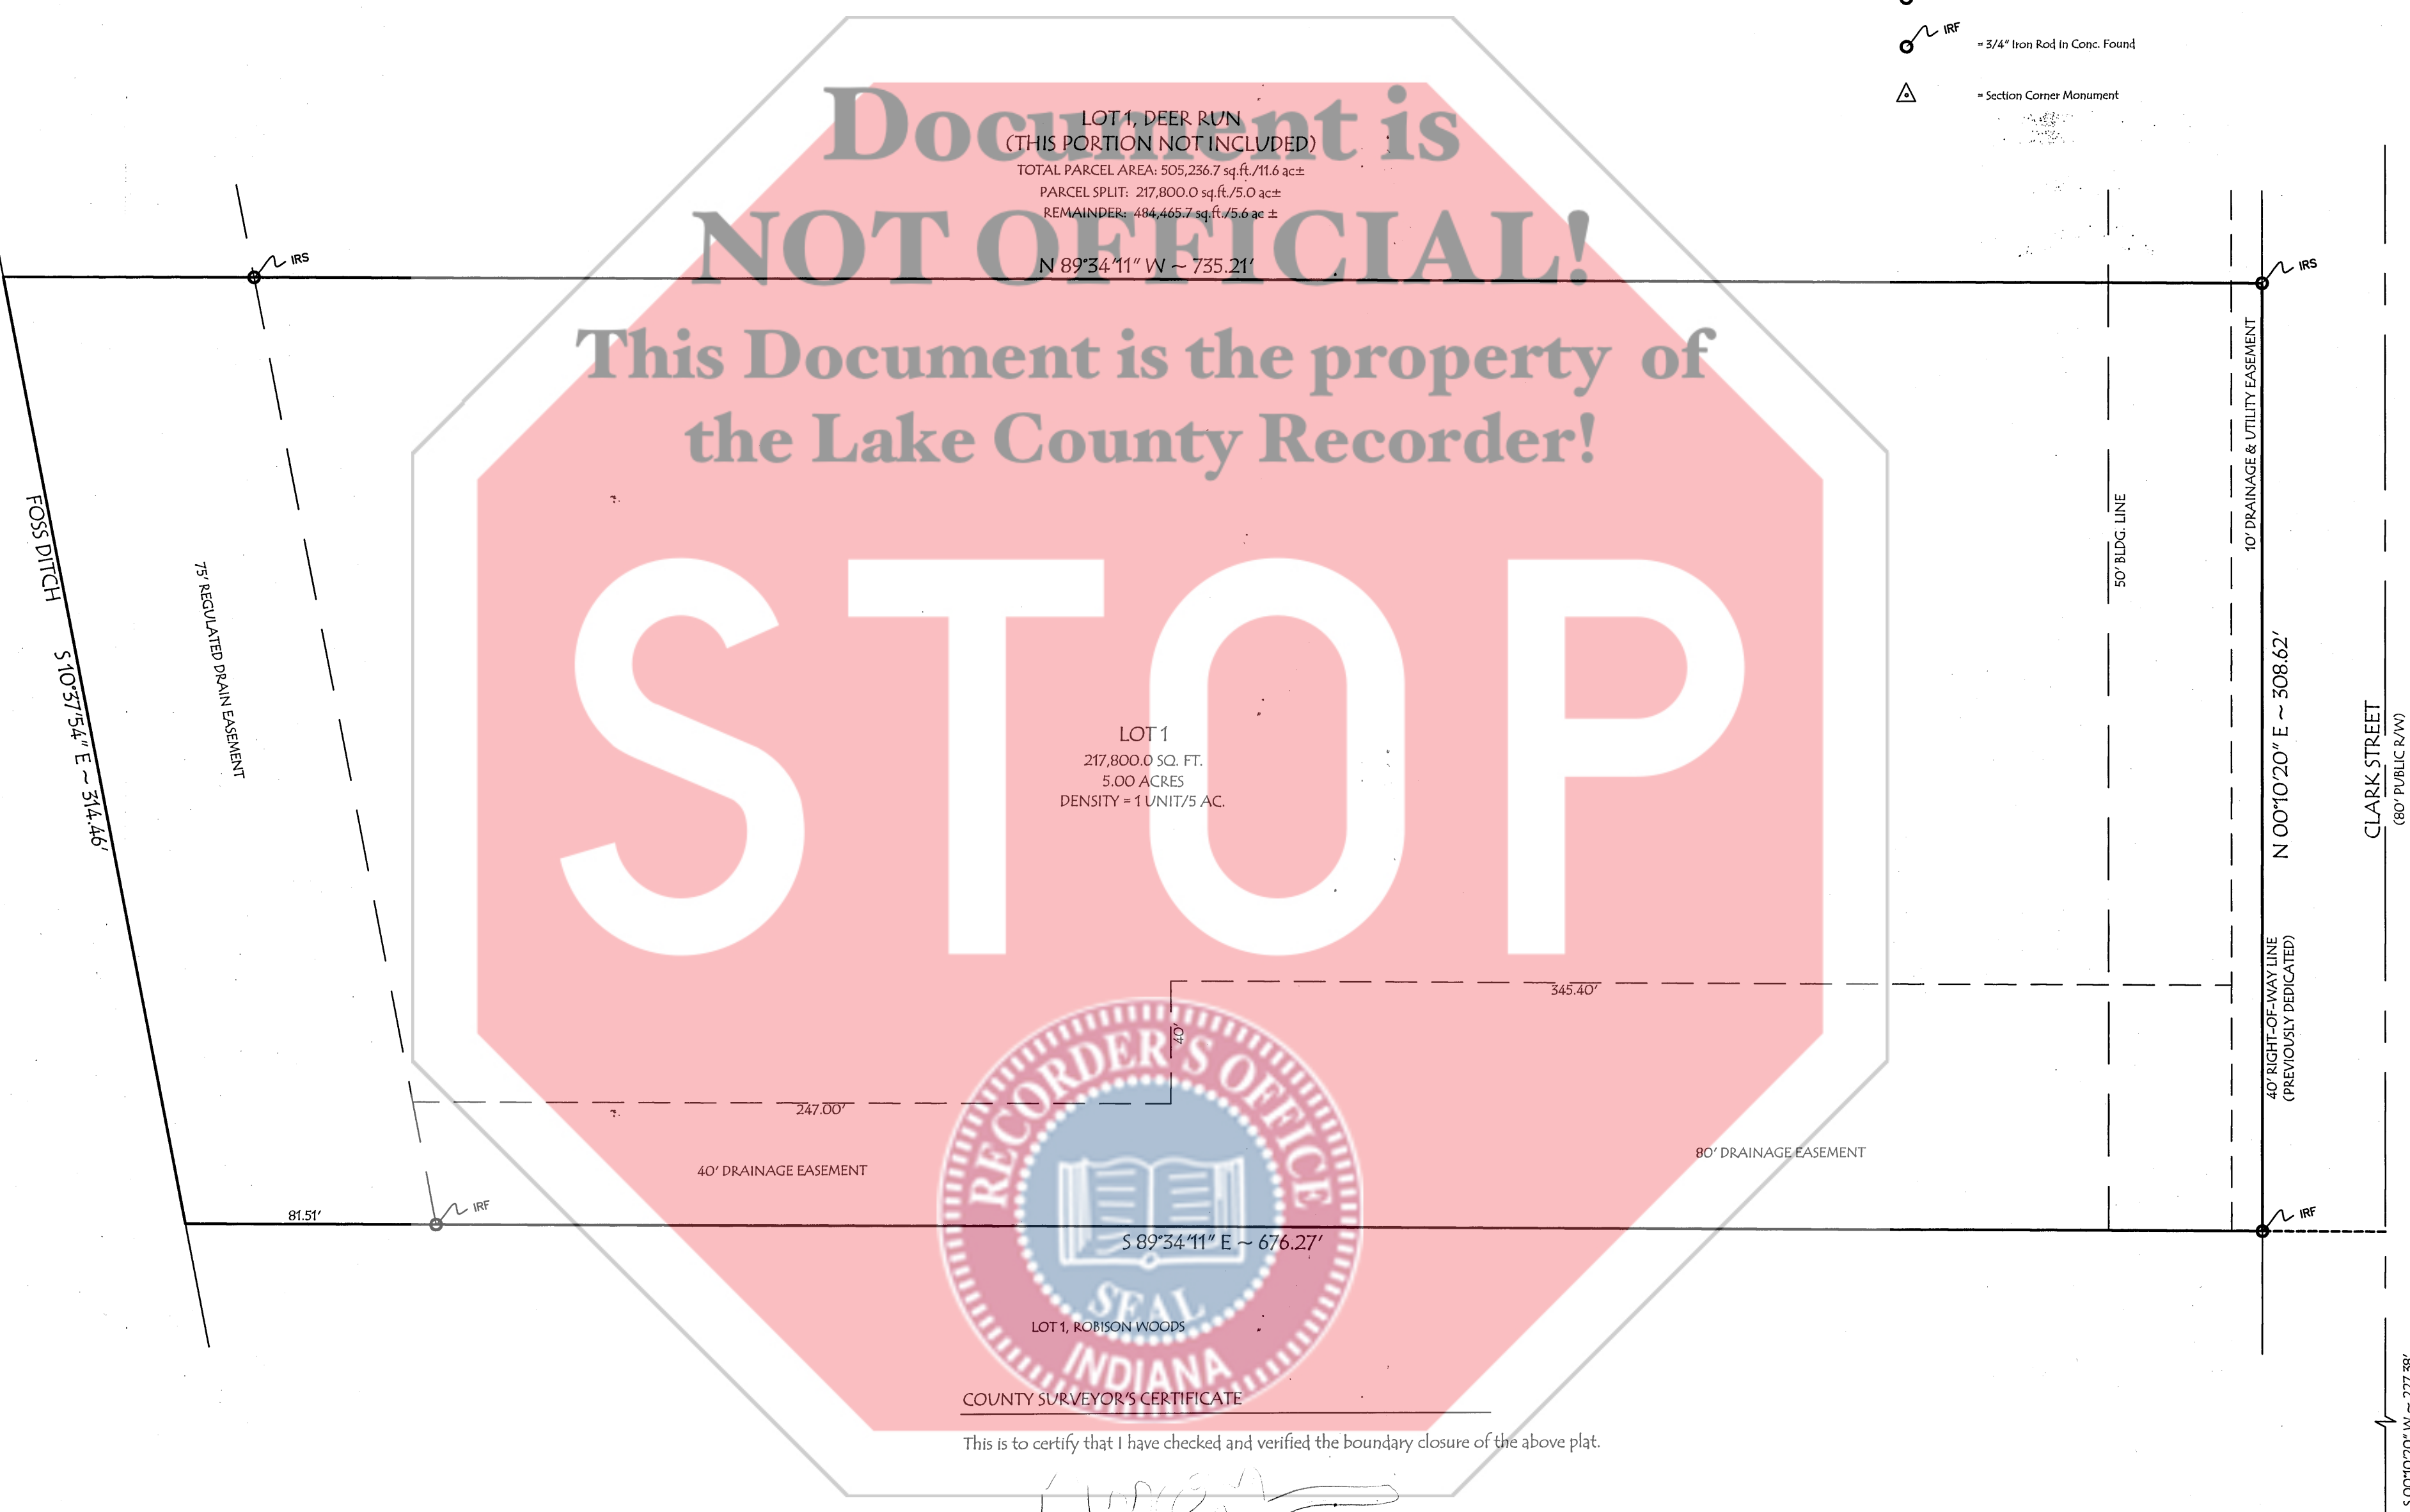 IRF
= 3/4" Iron Rod in Conc. Found
= Section Corner Monument
Document is
NOT OFFICIAL!
This Document is the property of
the Lake County Recorder!
STOP
LOT 1, DEER RUN
(THIS PORTION NOT INCLUDED)
TOTAL PARCEL AREA: 505,236.7 sq.ft./11.6 ac±
PARCEL SPLIT: 217,800.0 sq.ft./5.0 ac±
REMAINDER: 484,465.7 sq.ft./5.6 ac ±
IRS
N 89°34'11" W ~ 735.21'
IRS
FOSS DITCH
S 10°37'54" E ~ 314.46'
75' REGULATED DRAIN EASEMENT
LOT 1
217,800.0 SQ. FT.
5.00 ACRES
DENSITY = 1 UNIT/5 AC.
50' BLDG. LINE
10' DRAINAGE & UTILITY EASEMENT
N 00°10'20" E ~ 308.62'
CLARK STREET
(80' PUBLIC R/W)
40' RIGHT-OF-WAY LINE
(PREVIOUSLY DEDICATED)
345.40'
40'
247.00'
40' DRAINAGE EASEMENT
80' DRAINAGE EASEMENT
81.51'
IRF
S 89°34'11" E ~ 676.27'
IRF
RECORDER'S OFFICE
SEAL
INDIANA
LOT 1, ROBISON WOODS
COUNTY SURVEYOR'S CERTIFICATE
This is to certify that I have checked and verified the boundary closure of the above plat.
S 00°10'20" W ~ 227.38'